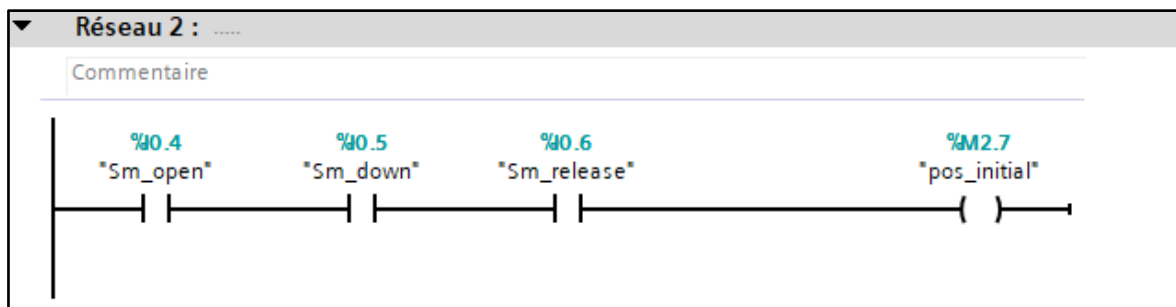 Réseau 2 : .....
Commentaire
%I0.4 %I0.5 %I0.6 %M2.7
"Sm_open" "Sm_down" "Sm_release" "pos_initial"